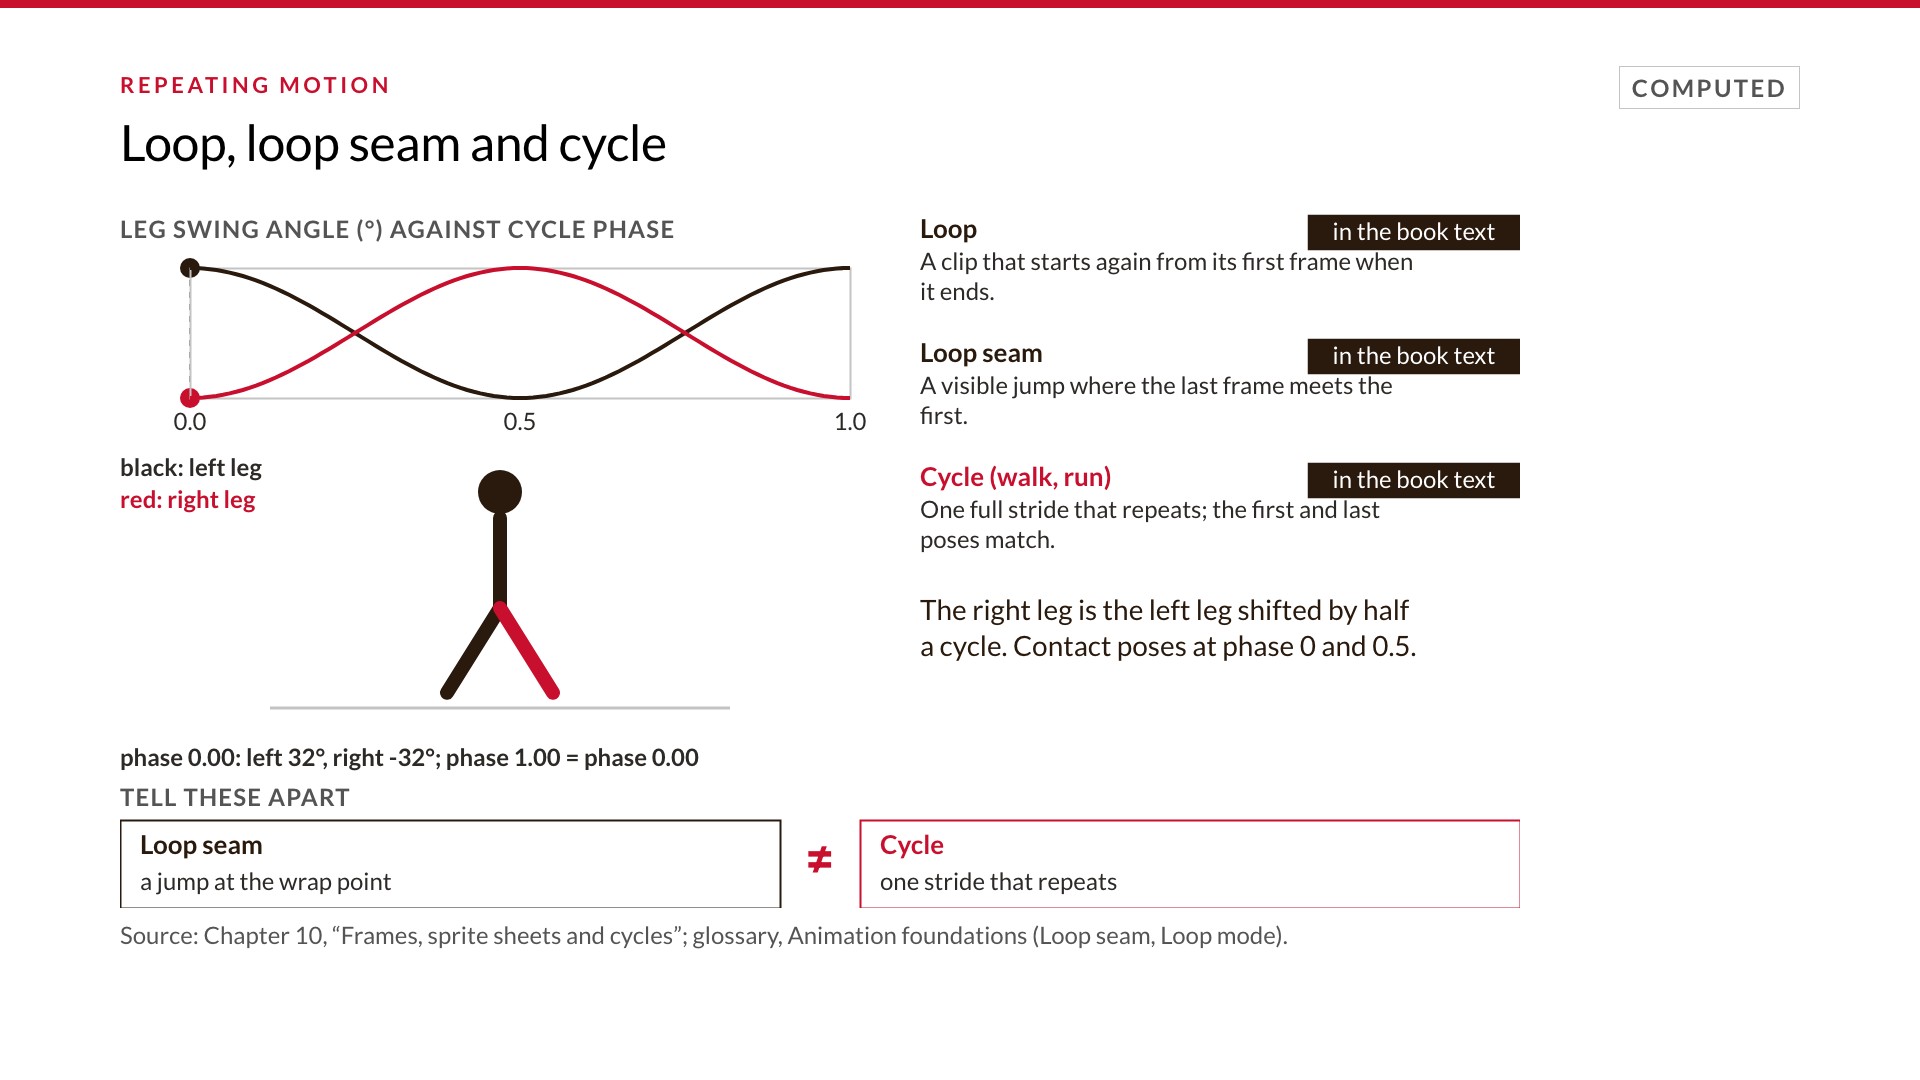 REPEATING MOTION
COMPUTED
Loop, loop seam and cycle
LEG SWING ANGLE (°) AGAINST CYCLE PHASE
0.0
0.5
1.0
black: left leg
red: right leg
phase 0.00: left 32°, right -32°; phase 1.00 = phase 0.00
Loop
in the book text
A clip that starts again from its first frame when
it ends.
Loop seam
in the book text
A visible jump where the last frame meets the
first.
Cycle (walk, run)
in the book text
One full stride that repeats; the first and last
poses match.
The right leg is the left leg shifted by half
a cycle. Contact poses at phase 0 and 0.5.
TELL THESE APART
Loop seam
a jump at the wrap point
≠
Cycle
one stride that repeats
Source: Chapter 10, “Frames, sprite sheets and cycles”; glossary, Animation foundations (Loop seam, Loop mode).